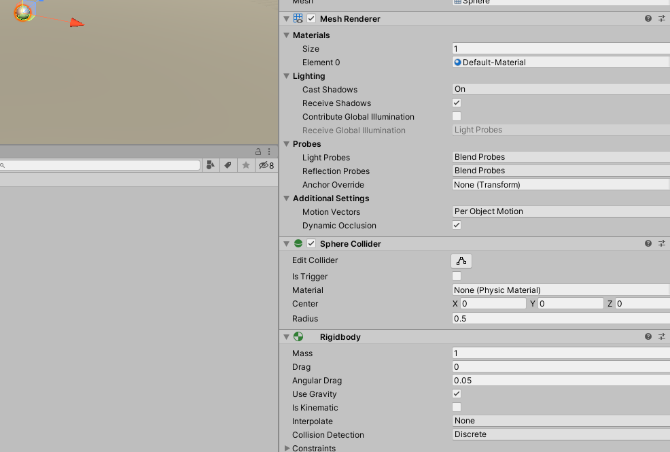 Mesh Sphere
Mesh Renderer
Materials
Size 1
Element 0 Default-Material
Lighting
Cast Shadows On
Receive Shadows
Contribute Global Illumination
Receive Global Illumination Light Probes
Probes
Light Probes Blend Probes
Reflection Probes Blend Probes
Anchor Override None (Transform)
Additional Settings
Motion Vectors Per Object Motion
Dynamic Occlusion
8
Sphere Collider
Edit Collider
Is Trigger
Material None (Physic Material)
Center X 0 Y 0 Z 0
Radius 0.5
Rigidbody
Mass 1
Drag 0
Angular Drag 0.05
Use Gravity
Is Kinematic
Interpolate None
Collision Detection Discrete
Constraints